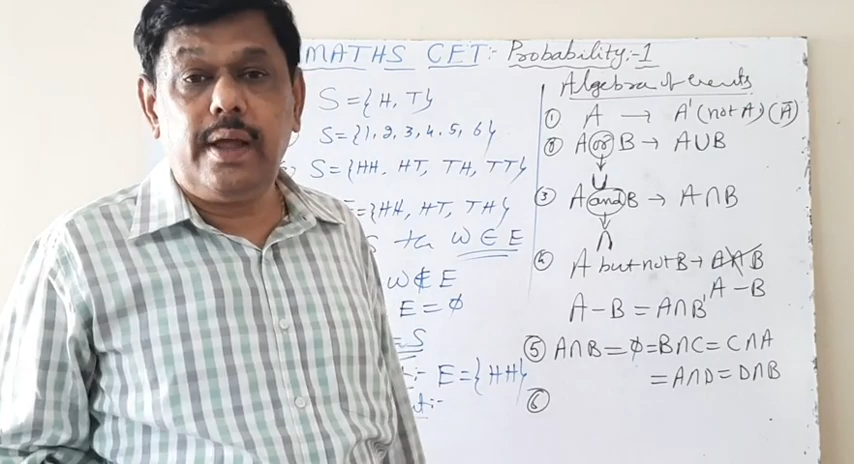 MATHS CET:- Probability:-1
S={H, T}
S={1, 2, 3, 4. 5, 6}
S={HH, HT, TH, TT}
={HH, HT, TH}
ω∈E
ω∉E
E=∅
=S
E={HH}
Algebra of events
① A → A' (not A) (Ā)
② A or B → A∪B
∪
③ A and B → A∩B
∩
④ A but not B →
A-B
A-B = A∩B'
⑤ A∩B=∅=B∩C=C∩A
=A∩D=D∩B
⑥